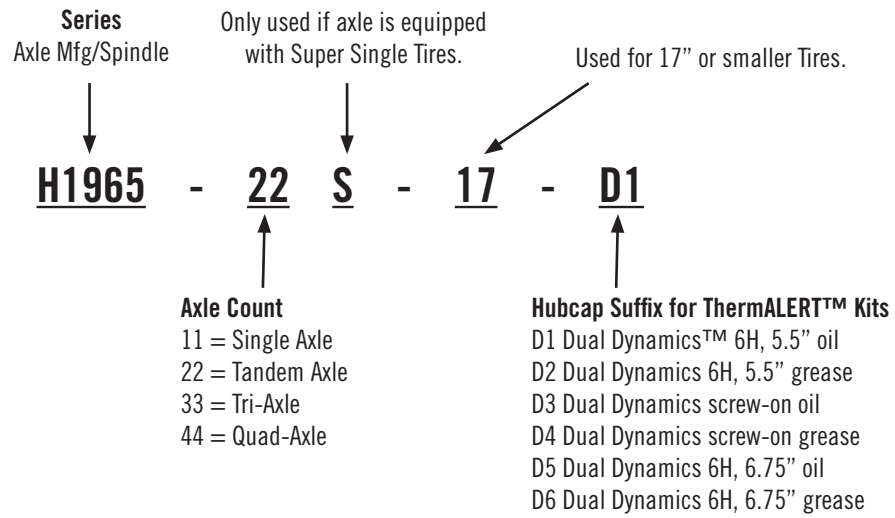 Series
Axle Mfg/Spindle
Only used if axle is equipped
with Super Single Tires.
Used for 17” or smaller Tires.
H1965 - 22 S - 17 - D1
Axle Count
11 = Single Axle
22 = Tandem Axle
33 = Tri-Axle
44 = Quad-Axle
Hubcap Suffix for ThermALERT™ Kits
D1 Dual Dynamics™ 6H, 5.5” oil
D2 Dual Dynamics 6H, 5.5” grease
D3 Dual Dynamics screw-on oil
D4 Dual Dynamics screw-on grease
D5 Dual Dynamics 6H, 6.75” oil
D6 Dual Dynamics 6H, 6.75” grease